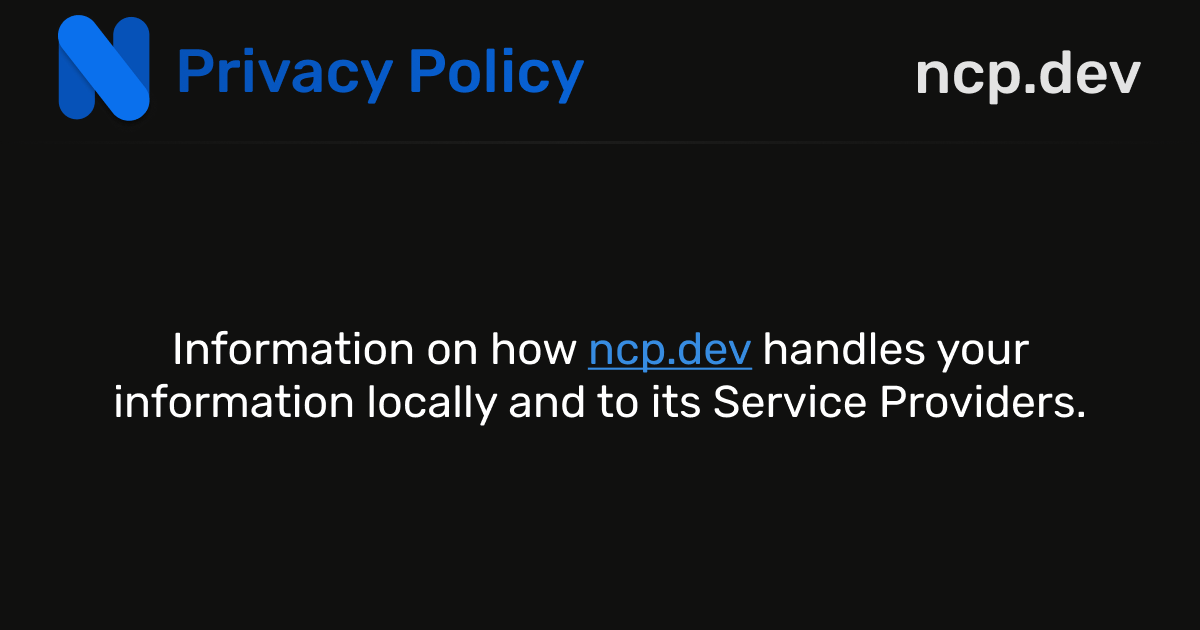 Privacy Policy
ncp.dev
Information on how ncp.dev handles your
information locally and to its Service Providers.